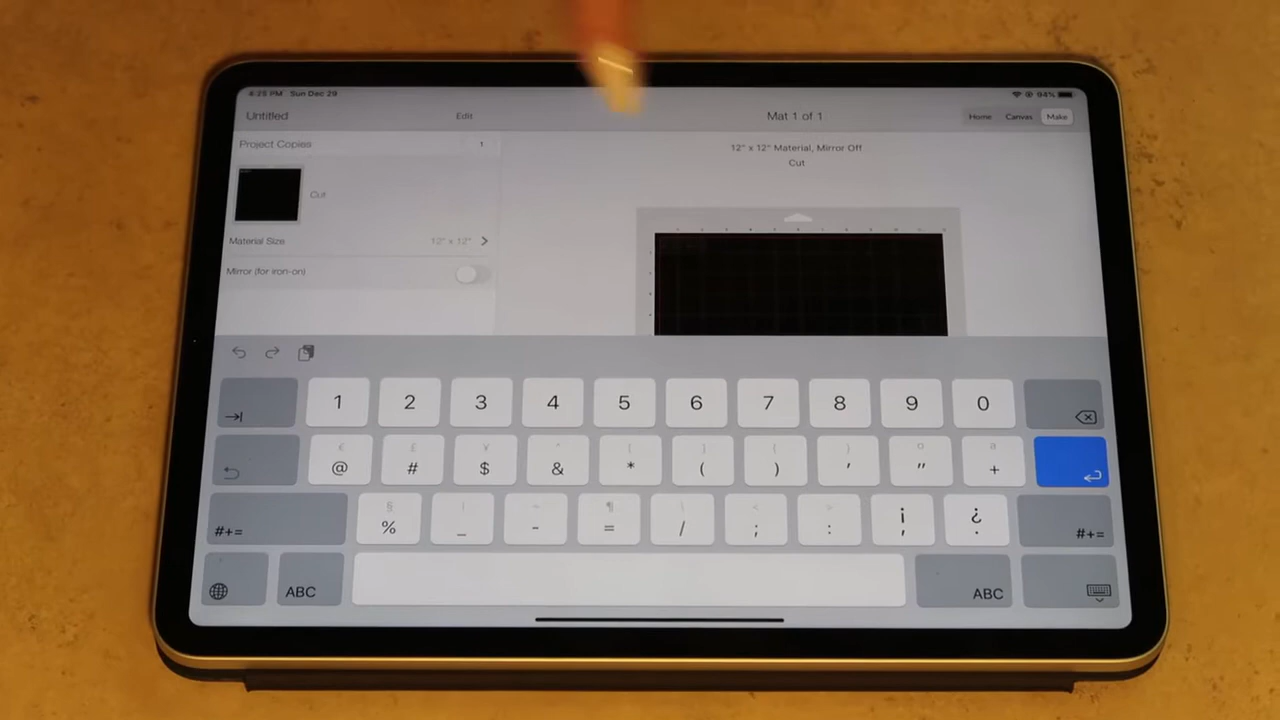 4:25 PM Sun Dec 29 94%
Untitled Edit Mat 1 of 1 Home Canvas Make
Project Copies 1
12" x 12" Material, Mirror Off
Cut
Cut
Material Size 12" x 12"
Mirror (for iron-on)
1 2 3 4 5 6 7 8 9 0
€ £ ¥ ^ [ ] { } º ª
@ # $ & * ( ) ' " +
§ | ~ ¶ \ < > ¡ ¿
#+= % _ - = / ; : , . #+=
ABC ABC